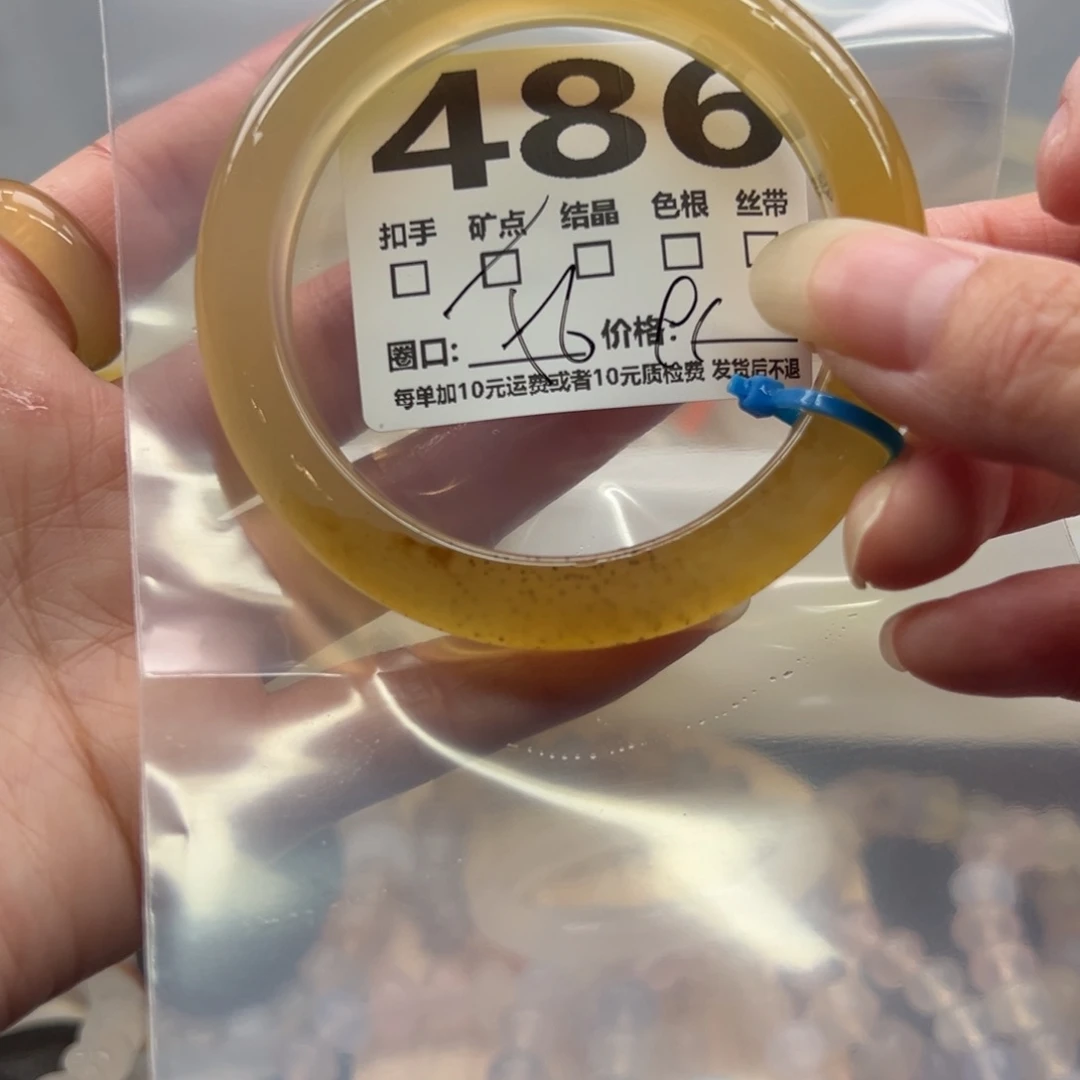 486
扣手 矿点 结晶 色根 丝带
圈口: 价格:
每单加10元运费或者10元质检费 发货后不退